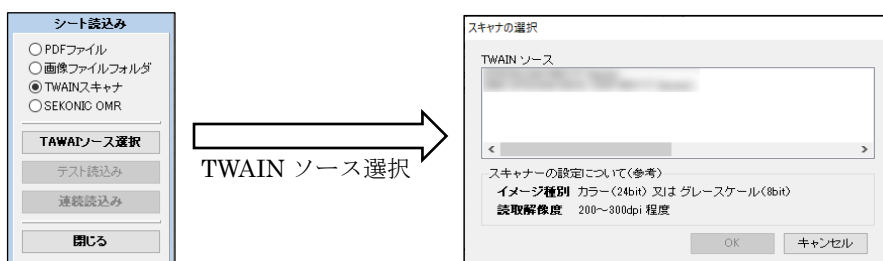 シート読込み
PDFファイル
画像ファイルフォルダ
TWAINスキャナ
SEKONIC OMR
TAWAIソース選択
テスト読込み
連続読込み
閉じる
TWAIN ソース選択
スキャナの選択
TWAIN ソース
スキャナーの設定について(参考)
イメージ種別 カラー(24bit) 又は グレースケール(8bit)
読取解像度 200～300dpi 程度
OK キャンセル